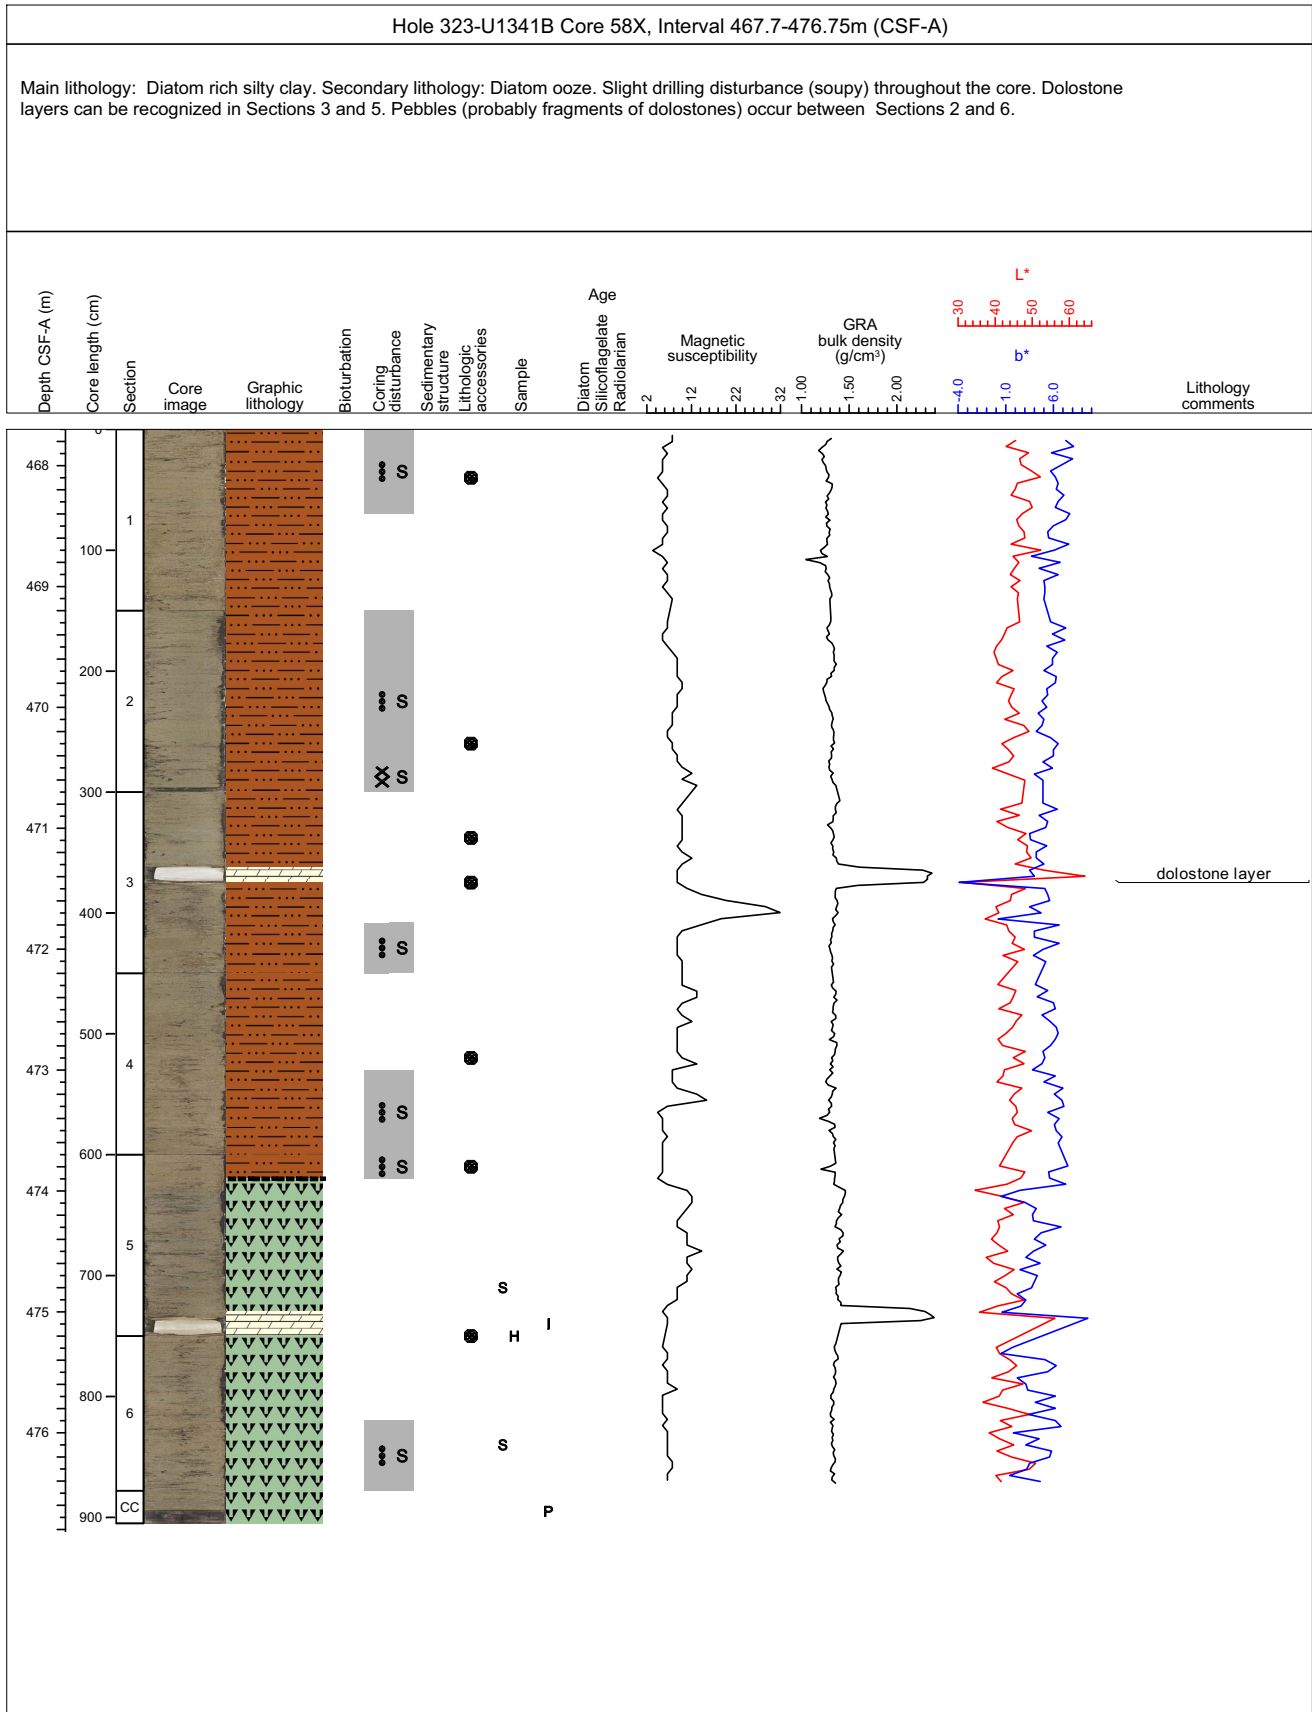 Hole 323-U1341B Core 58X, Interval 467.7-476.75m (CSF-A)
Main lithology: Diatom rich silty clay. Secondary lithology: Diatom ooze. Slight drilling disturbance (soupy) throughout the core. Dolostone
layers can be recognized in Sections 3 and 5. Pebbles (probably fragments of dolostones) occur between Sections 2 and 6.
Depth CSF-A (m)
Core length (cm)
Section
Core
image
Graphic
lithology
Bioturbation
Coring
disturbance
Sedimentary
structure
Lithologic
accessories
Sample
Age
Diatom
Silicoflagelate
Radiolarian
Magnetic
susceptibility
2 12 22 32
GRA
bulk density
(g/cm³)
1.00 1.50 2.00
L*
30 40 50 60
b*
-4.0 1.0 6.0
Lithology
comments
468
S
1
100
469
200
2
470
S
S
300
471
3
dolostone layer
400
472
S
500
4
473
S
600
S
474
5
700
S
475
I
H
800
6
476
S
S
CC
900
P